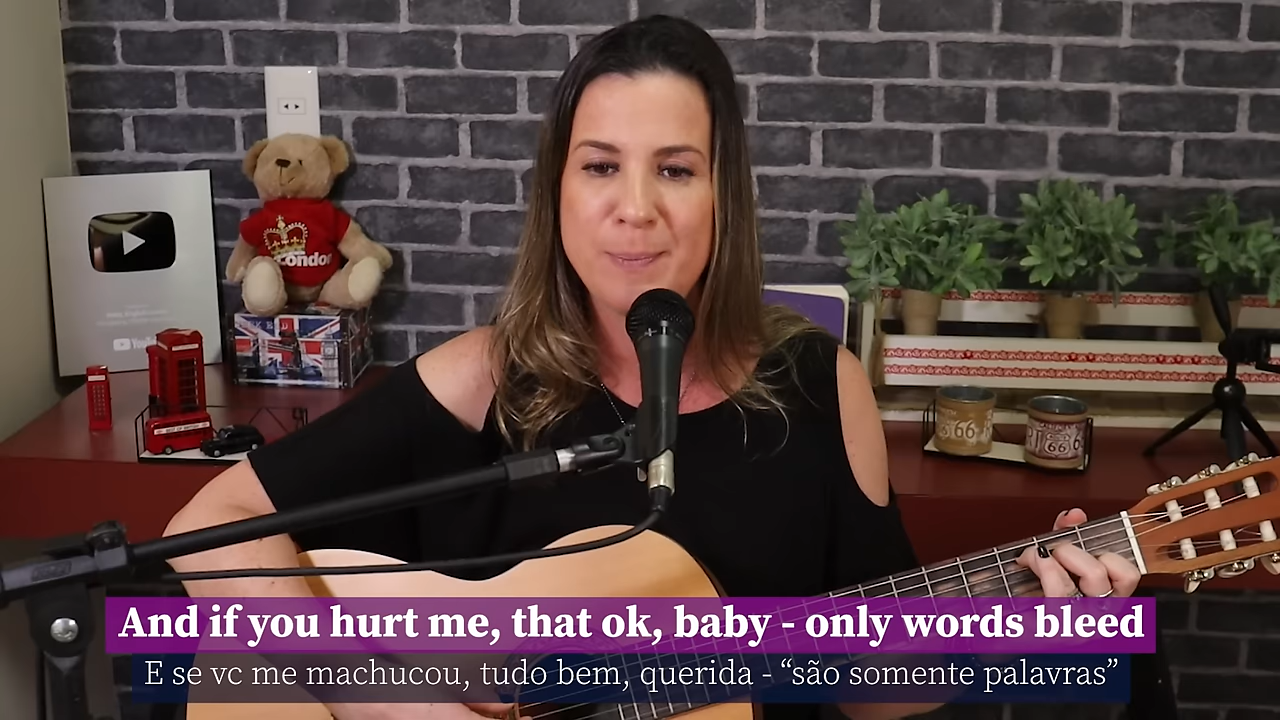 London
YouTube
66
66
And if you hurt me, that ok, baby - only words bleed
E se vc me machucou, tudo bem, querida - “são somente palavras”